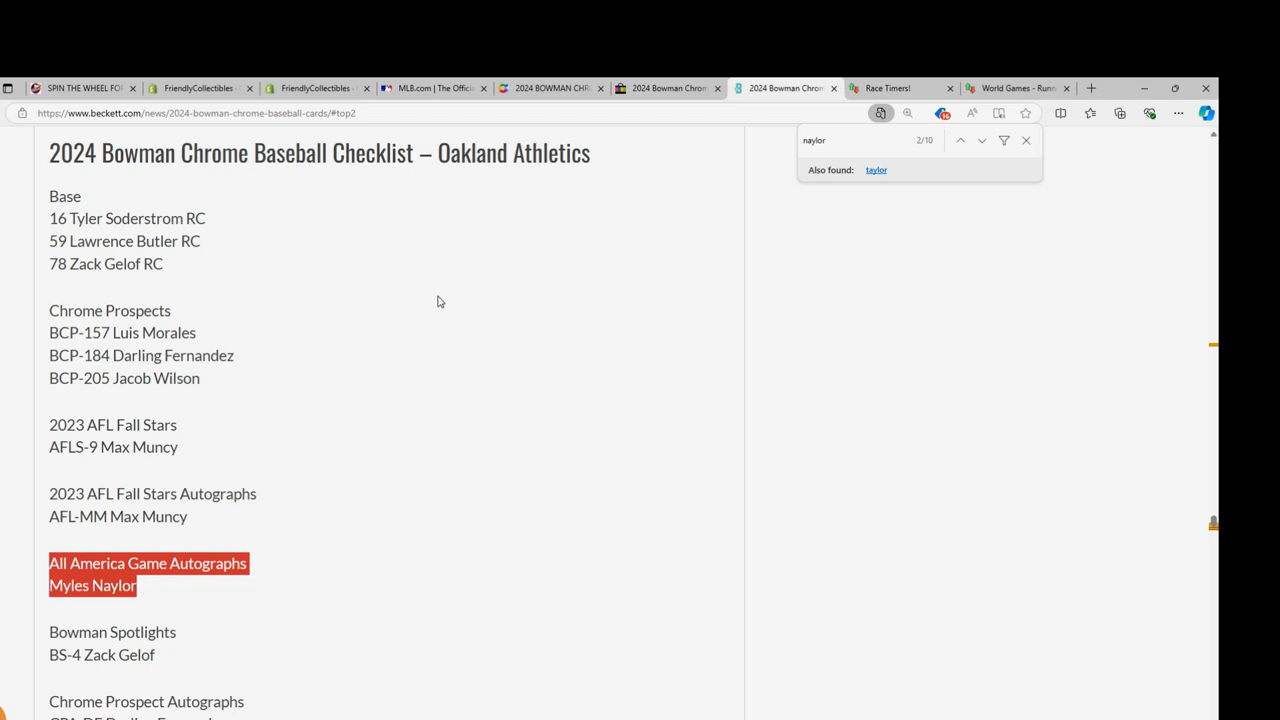 SPIN THE WHEEL FO
FriendlyCollectibles -
FriendlyCollectibles -
MLB.com | The Officia
2024 BOWMAN CHR
2024 Bowman Chrom
2024 Bowman Chrom
Race Timers!
World Games - Runn
https://www.beckett.com/news/2024-bowman-chrome-baseball-cards/#top2
16
naylor
2/10
Also found: taylor
2024 Bowman Chrome Baseball Checklist – Oakland Athletics
Base
16 Tyler Soderstrom RC
59 Lawrence Butler RC
78 Zack Gelof RC
Chrome Prospects
BCP-157 Luis Morales
BCP-184 Darling Fernandez
BCP-205 Jacob Wilson
2023 AFL Fall Stars
AFLS-9 Max Muncy
2023 AFL Fall Stars Autographs
AFL-MM Max Muncy
All America Game Autographs
Myles Naylor
Bowman Spotlights
BS-4 Zack Gelof
Chrome Prospect Autographs